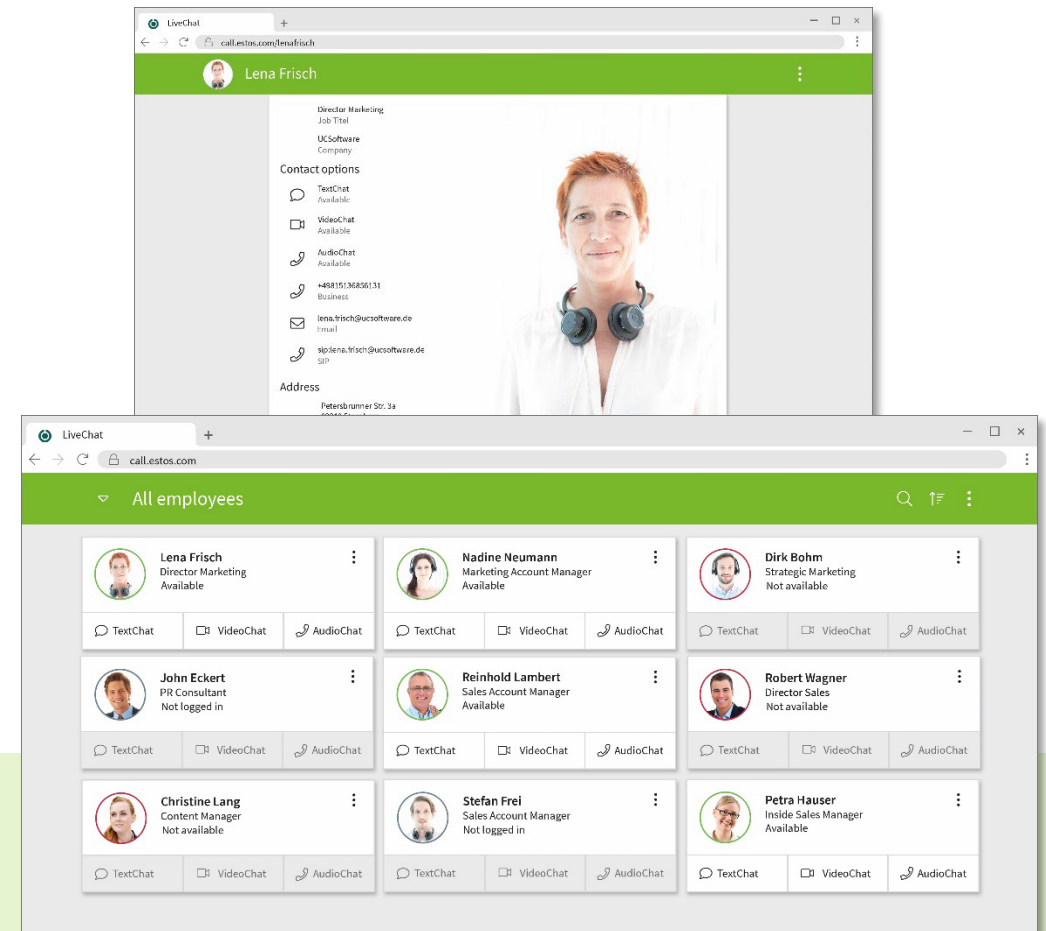 LiveChat
call.estos.com/lenafrisch
Lena Frisch
Director Marketing
Job Titel
UCSoftware
Company
Contact options
TextChat
Available
VideoChat
Available
AudioChat
Available
+49815136856131
Business
lena.frisch@ucsoftware.de
Email
sip:lena.frisch@ucsoftware.de
SIP
Address
Petersbrunner Str. 3a
LiveChat
call.estos.com
All employees
Lena Frisch
Director Marketing
Available
TextChat VideoChat AudioChat
Nadine Neumann
Marketing Account Manager
Available
TextChat VideoChat AudioChat
Dirk Bohm
Strategic Marketing
Not available
TextChat VideoChat AudioChat
John Eckert
PR Consultant
Not logged in
TextChat VideoChat AudioChat
Reinhold Lambert
Sales Account Manager
Available
TextChat VideoChat AudioChat
Robert Wagner
Director Sales
Not available
TextChat VideoChat AudioChat
Christine Lang
Content Manager
Not available
TextChat VideoChat AudioChat
Stefan Frei
Sales Account Manager
Not logged in
TextChat VideoChat AudioChat
Petra Hauser
Inside Sales Manager
Available
TextChat VideoChat AudioChat